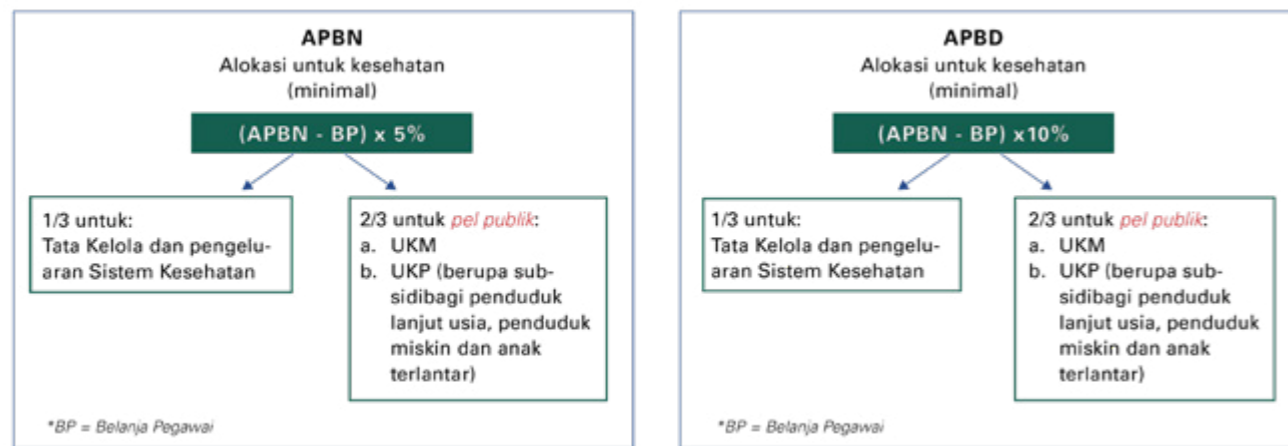 APBN
Alokasi untuk kesehatan
(minimal)
(APBN - BP) x 5%
1/3 untuk:
Tata Kelola dan pengelu-
aran Sistem Kesehatan
2/3 untuk pel publik:
a. UKM
b. UKP (berupa sub-
sidibagi penduduk
lanjut usia, penduduk
miskin dan anak
terlantar)
*BP = Belanja Pegawai
APBD
Alokasi untuk kesehatan
(minimal)
(APBN - BP) x10%
1/3 untuk:
Tata Kelola dan pengelu-
aran Sistem Kesehatan
2/3 untuk pel publik:
a. UKM
b. UKP (berupa sub-
sidibagi penduduk
lanjut usia, penduduk
miskin dan anak
terlantar)
*BP = Belanja Pegawai